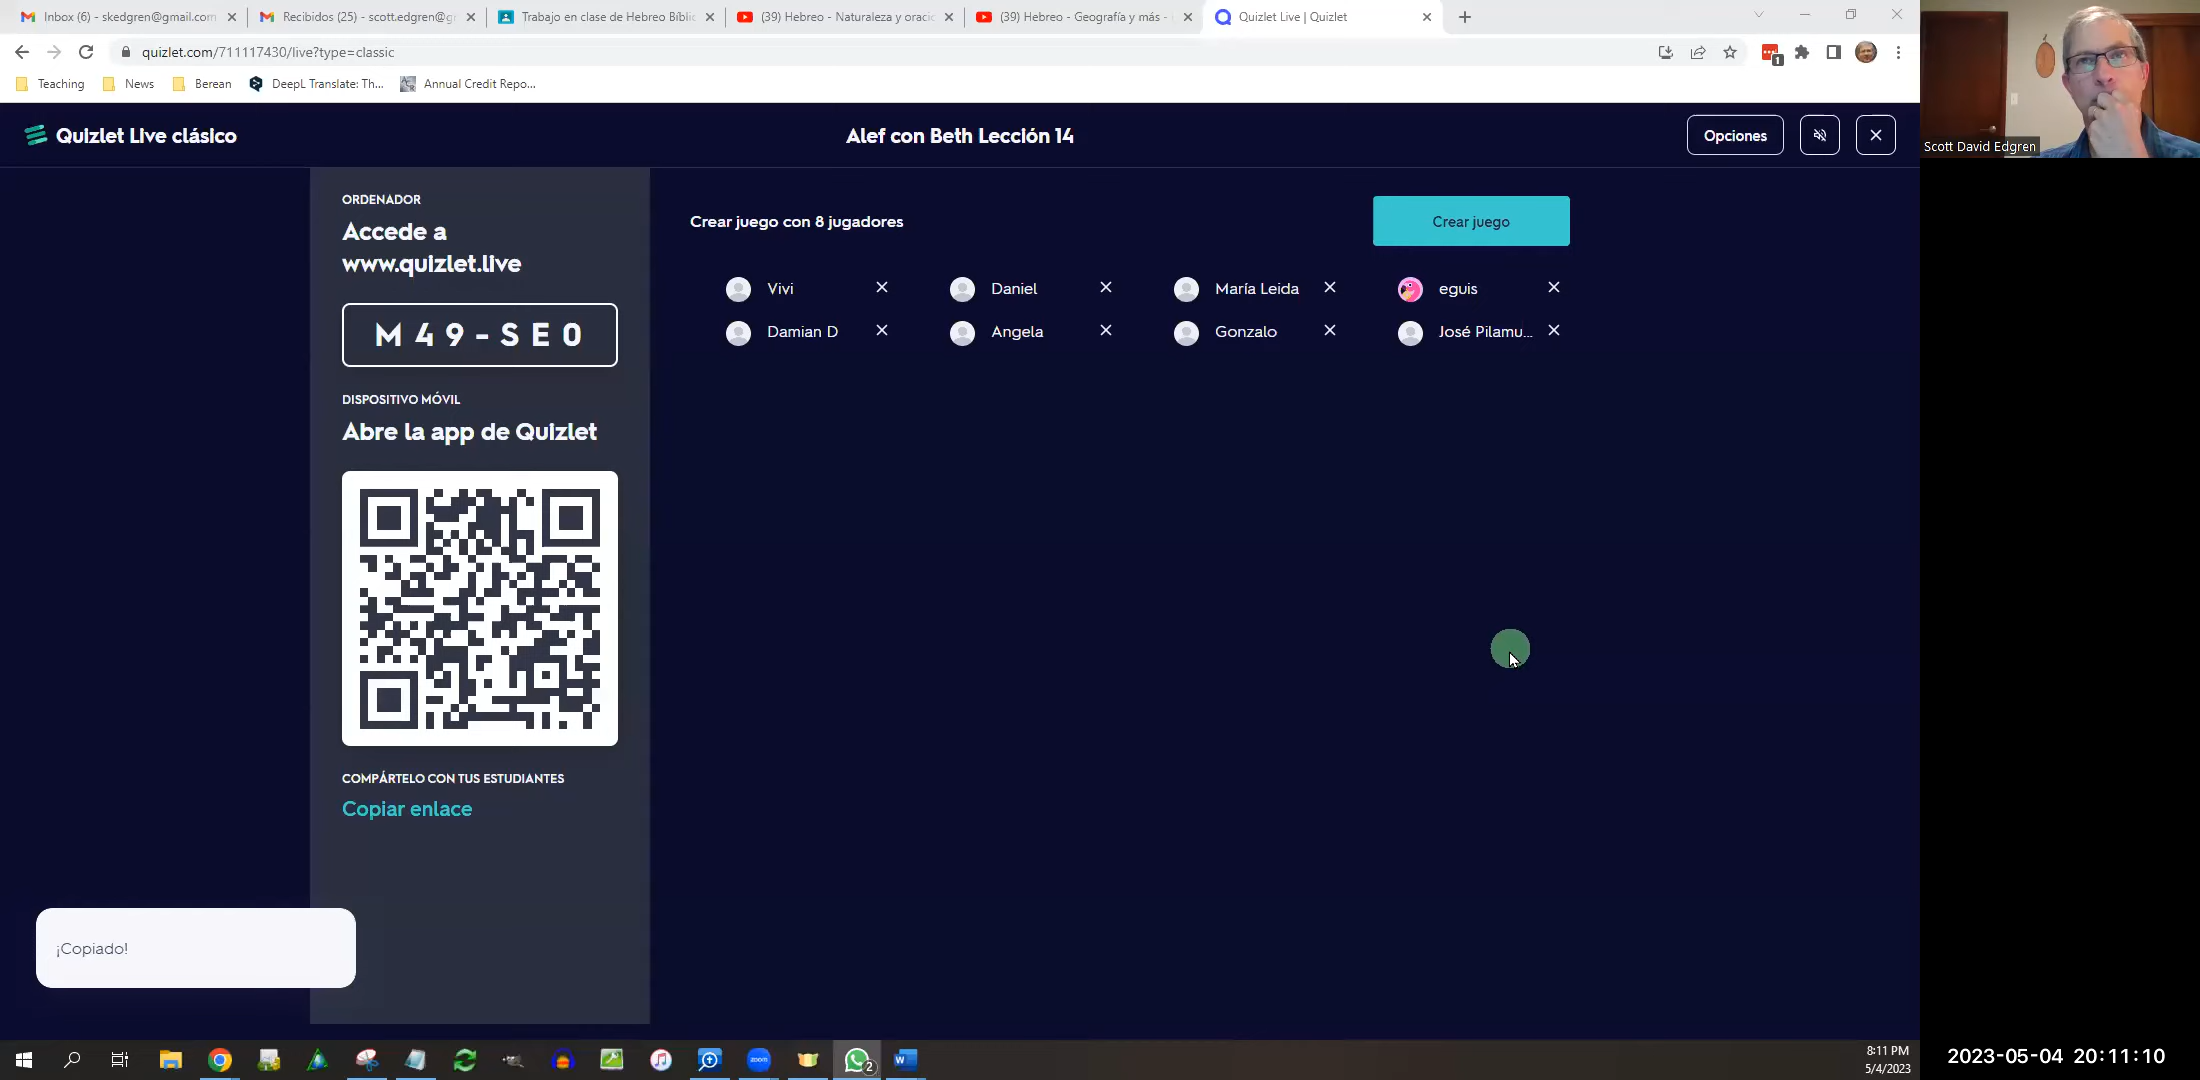 Inbox (6) - skedgren@gmail.com
Recibidos (25) - scott.edgren@g
Trabajo en clase de Hebreo Bíblic
(39) Hebreo - Naturaleza y oracio
(39) Hebreo - Geografía y más -
Quizlet Live | Quizlet
quizlet.com/711117430/live?type=classic
1
Teaching
News
Berean
DeepL Translate: Th...
Annual Credit Repo...
Scott David Edgren
Quizlet Live clásico
Alef con Beth Lección 14
Opciones
ORDENADOR
Accede a
www.quizlet.live
M49-SE0
DISPOSITIVO MÓVIL
Abre la app de Quizlet
COMPÁRTELO CON TUS ESTUDIANTES
Copiar enlace
Crear juego con 8 jugadores
Crear juego
Vivi
Daniel
María Leida
eguis
Damian D
Angela
Gonzalo
José Pilamu...
¡Copiado!
zoom
2
8:11 PM
5/4/2023
2023-05-04 20:11:10